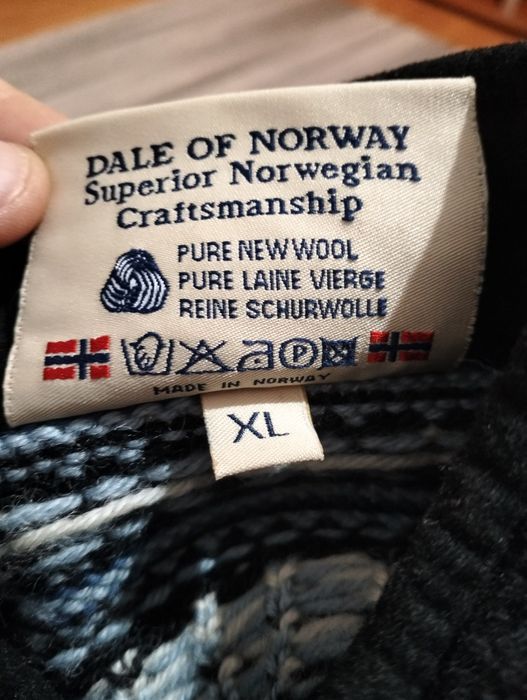 DALE OF NORWAY
Superior Norwegian
Craftsmanship
PURE NEW WOOL
PURE LAINE VIERGE
REINE SCHURWOLLE
P
MADE IN NORWAY
XL